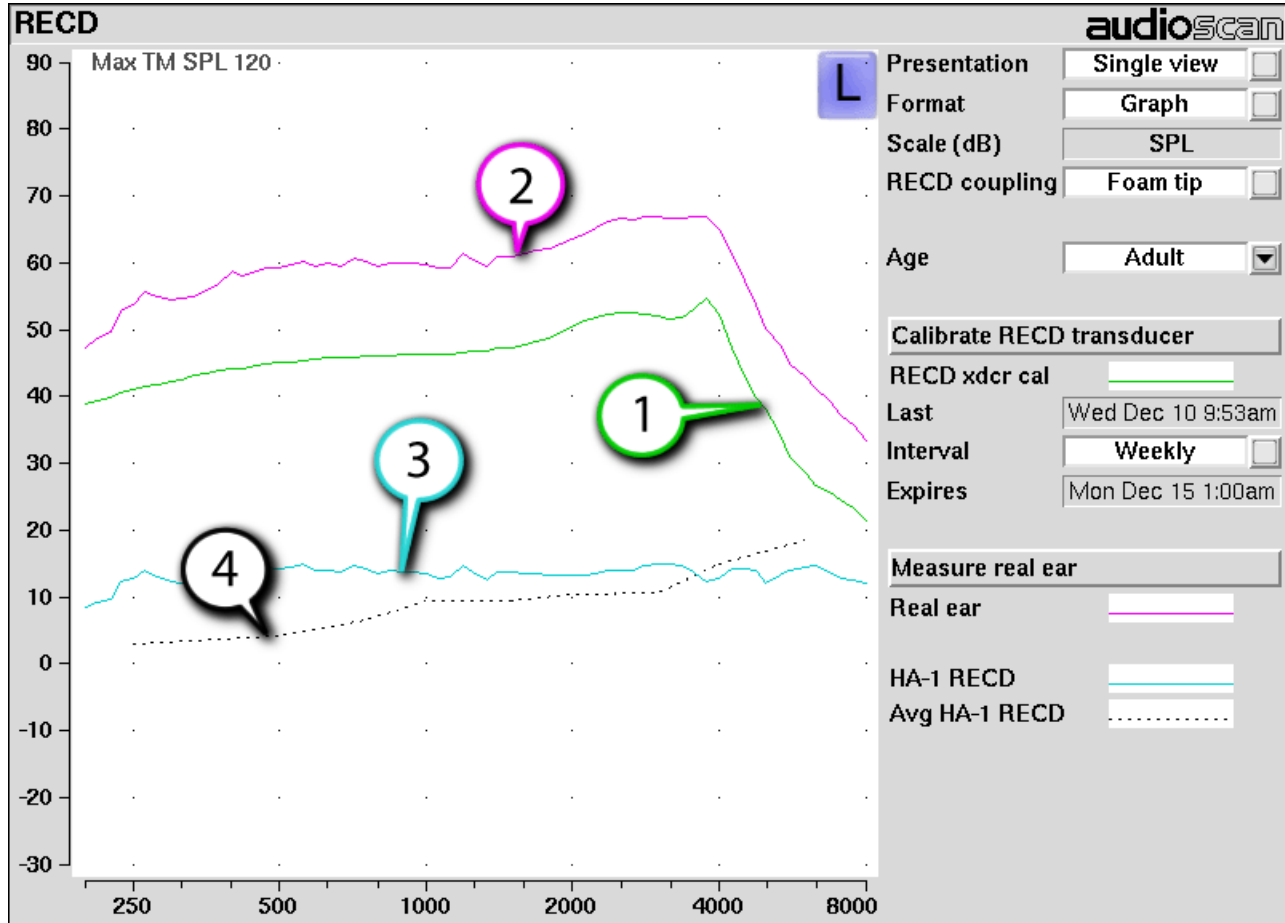 RECD
audioscan
Max TM SPL 120
L
90
80
70
60
50
40
30
20
10
0
-10
-20
-30
250 500 1000 2000 4000 8000
2
1
3
4
Presentation Single view
Format Graph
Scale (dB) SPL
RECD coupling Foam tip
Age Adult
Calibrate RECD transducer
RECD xdcr cal
Last Wed Dec 10 9:53am
Interval Weekly
Expires Mon Dec 15 1:00am
Measure real ear
Real ear
HA-1 RECD
Avg HA-1 RECD